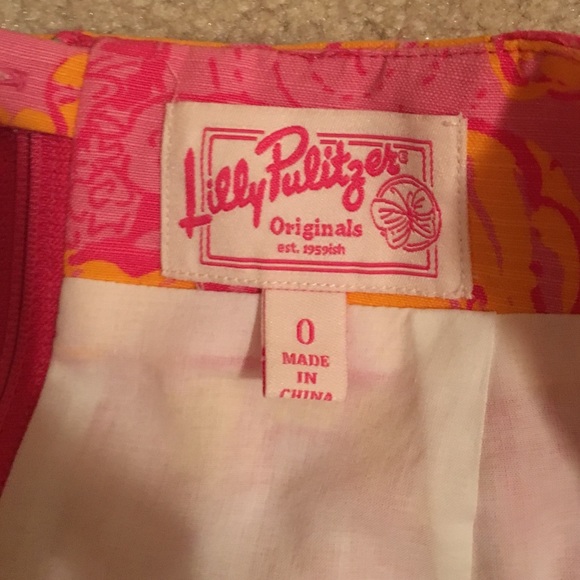 Lilly Pulitzer®
Originals
est. 1959ish
0
MADE
IN
CHINA